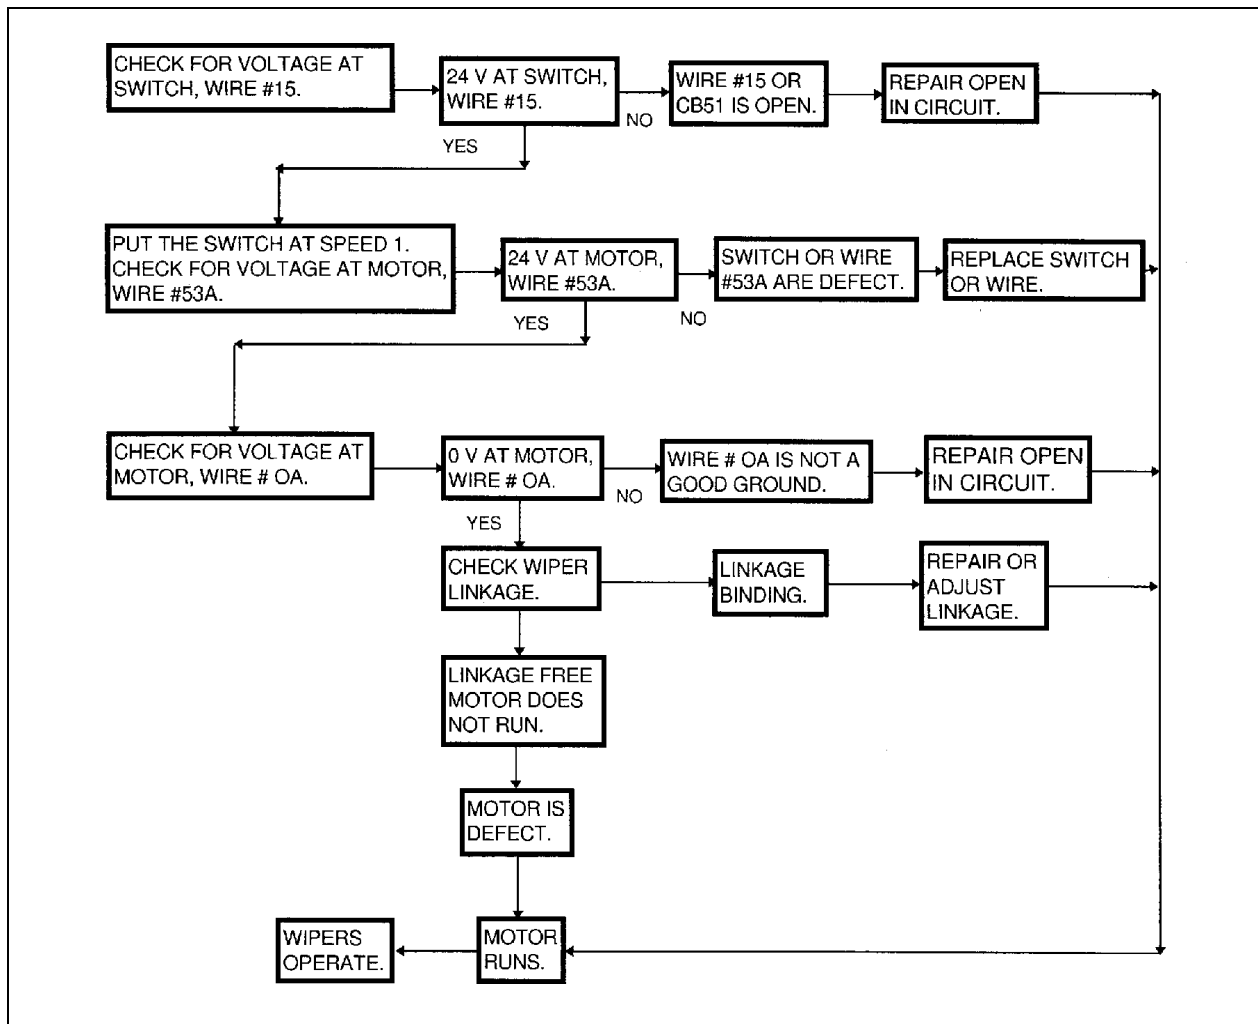 CHECK FOR VOLTAGE AT
SWITCH, WIRE #15.
24 V AT SWITCH,
WIRE #15.
WIRE #15 OR
CB51 IS OPEN.
REPAIR OPEN
IN CIRCUIT.
NO
YES
PUT THE SWITCH AT SPEED 1.
CHECK FOR VOLTAGE AT MOTOR,
WIRE #53A.
24 V AT MOTOR,
WIRE #53A.
SWITCH OR WIRE
#53A ARE DEFECT.
REPLACE SWITCH
OR WIRE.
YES
NO
CHECK FOR VOLTAGE AT
MOTOR, WIRE # OA.
0 V AT MOTOR,
WIRE # OA.
WIRE # OA IS NOT A
GOOD GROUND.
REPAIR OPEN
IN CIRCUIT.
NO
YES
CHECK WIPER
LINKAGE.
LINKAGE
BINDING.
REPAIR OR
ADJUST
LINKAGE.
LINKAGE FREE
MOTOR DOES
NOT RUN.
MOTOR IS
DEFECT.
WIPERS
OPERATE.
MOTOR
RUNS.